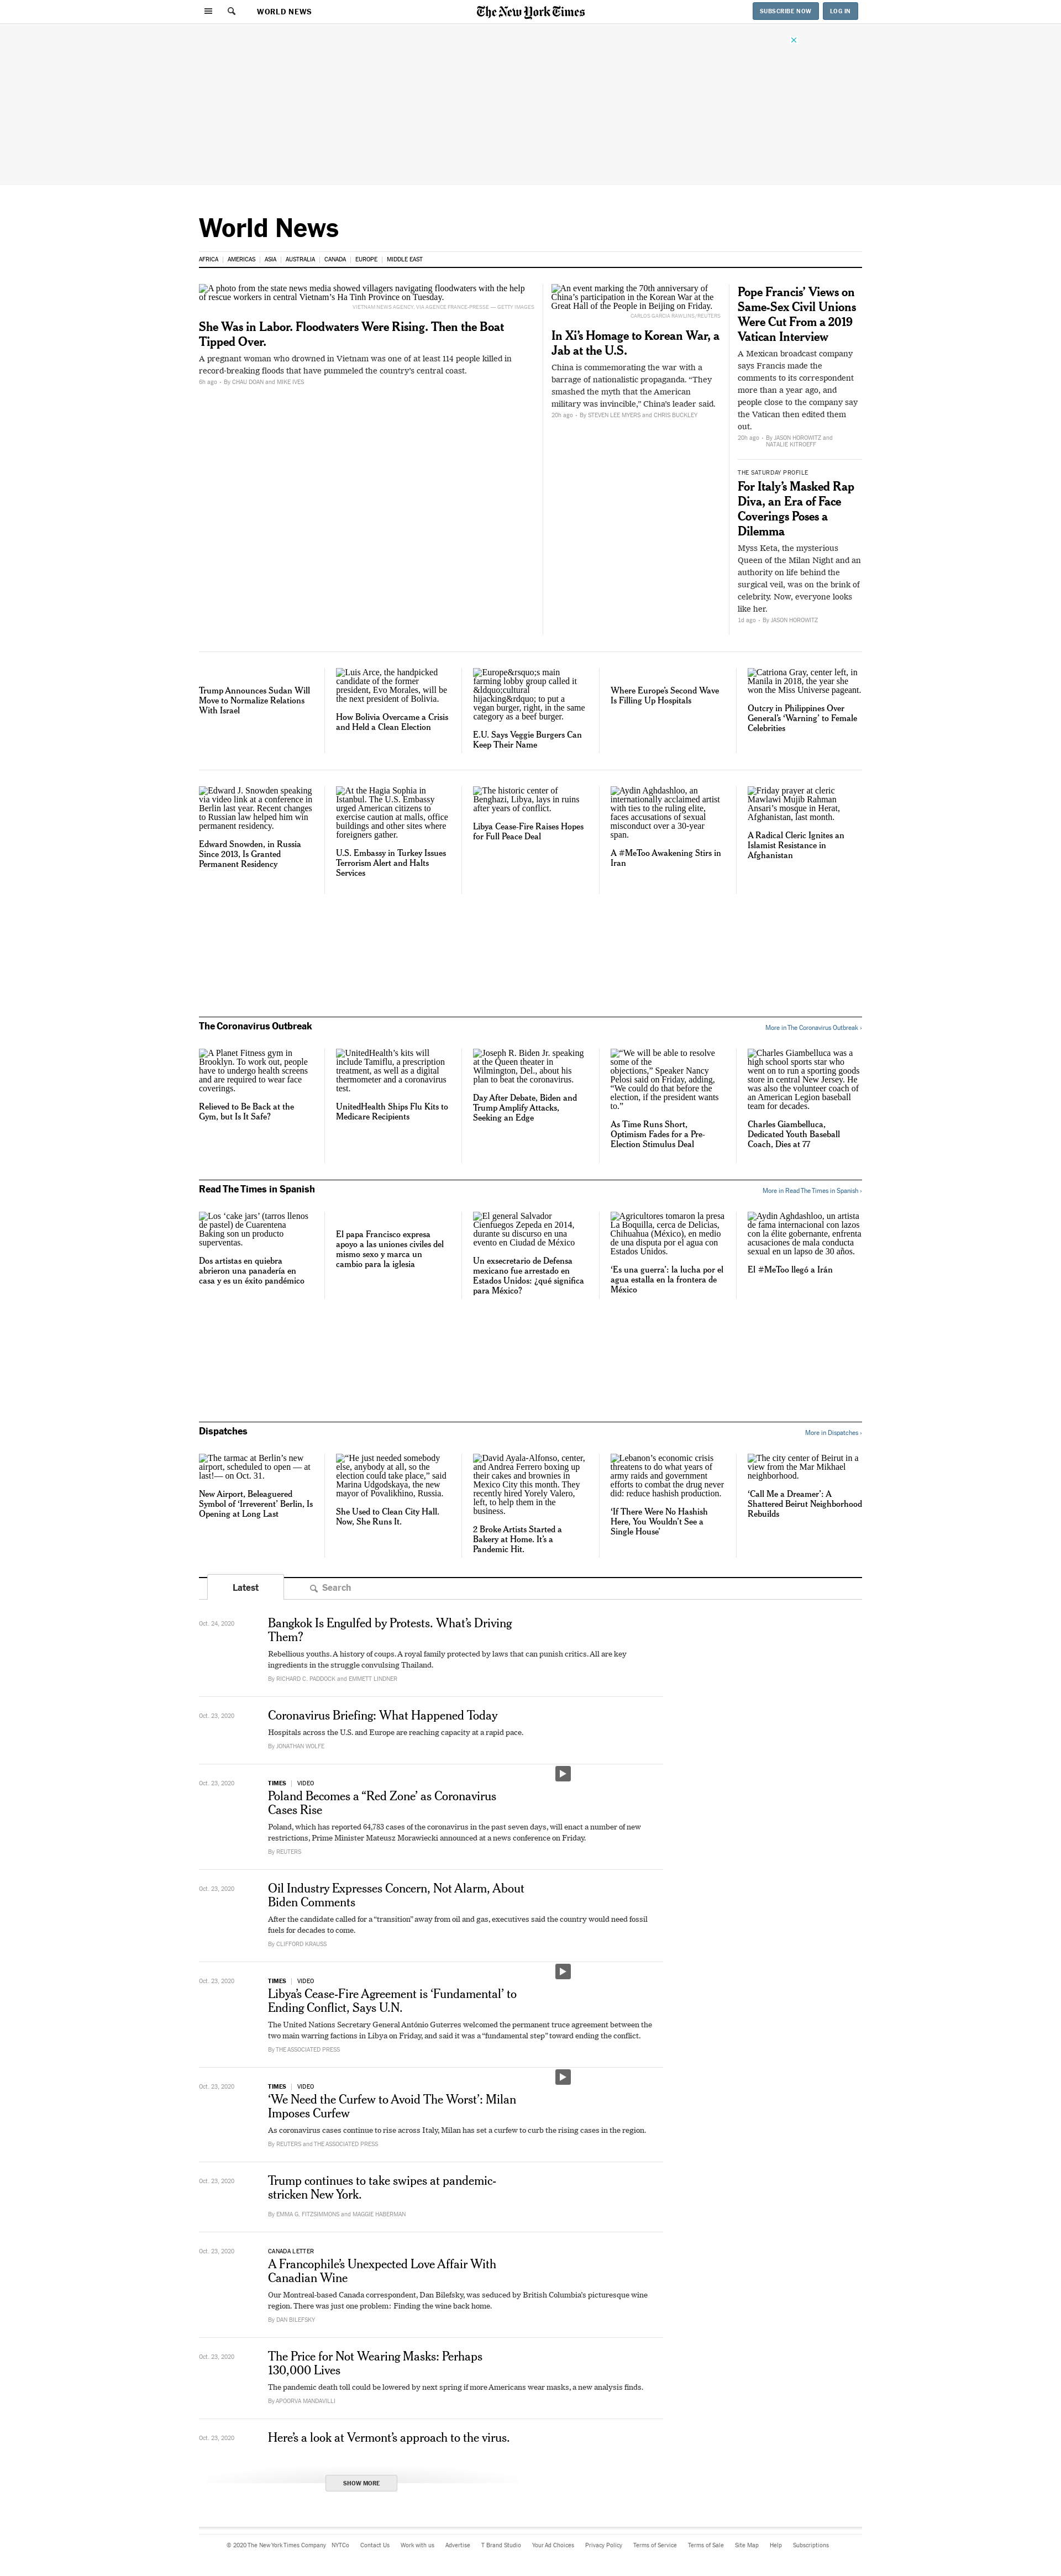 WORLD NEWS
The New York Times
SUBSCRIBE NOW
LOG IN
World News
AFRICA
AMERICAS
ASIA
AUSTRALIA
CANADA
EUROPE
MIDDLE EAST
A photo from the state news media showed villagers navigating floodwaters with the help
of rescue workers in central Vietnam’s Ha Tinh Province on Tuesday.
VIETNAM NEWS AGENCY, VIA AGENCE FRANCE-PRESSE — GETTY IMAGES
She Was in Labor. Floodwaters Were Rising. Then the Boat
Tipped Over.
A pregnant woman who drowned in Vietnam was one of at least 114 people killed in
record-breaking floods that have pummeled the country’s central coast.
6h ago · By CHAU DOAN and MIKE IVES
An event marking the 70th anniversary of
China’s participation in the Korean War at the
Great Hall of the People in Beijing on Friday.
CARLOS GARCIA RAWLINS/REUTERS
In Xi’s Homage to Korean War, a
Jab at the U.S.
China is commemorating the war with a
barrage of nationalistic propaganda. “They
smashed the myth that the American
military was invincible,” China’s leader said.
20h ago · By STEVEN LEE MYERS and CHRIS BUCKLEY
Pope Francis’ Views on
Same-Sex Civil Unions
Were Cut From a 2019
Vatican Interview
A Mexican broadcast company
says Francis made the
comments to its correspondent
more than a year ago, and
people close to the company say
the Vatican then edited them
out.
20h ago · By JASON HOROWITZ and
NATALIE KITROEFF
THE SATURDAY PROFILE
For Italy’s Masked Rap
Diva, an Era of Face
Coverings Poses a
Dilemma
Myss Keta, the mysterious
Queen of the Milan Night and an
authority on life behind the
surgical veil, was on the brink of
celebrity. Now, everyone looks
like her.
1d ago · By JASON HOROWITZ
Trump Announces Sudan Will
Move to Normalize Relations
With Israel
Luis Arce, the handpicked
candidate of the former
president, Evo Morales, will be
the next president of Bolivia.
How Bolivia Overcame a Crisis
and Held a Clean Election
Europe&rsquo;s main
farming lobby group called it
&ldquo;cultural
hijacking&rdquo; to put a
vegan burger, right, in the same
category as a beef burger.
E.U. Says Veggie Burgers Can
Keep Their Name
Where Europe’s Second Wave
Is Filling Up Hospitals
Catriona Gray, center left, in
Manila in 2018, the year she
won the Miss Universe pageant.
Outcry in Philippines Over
General’s ‘Warning’ to Female
Celebrities
Edward J. Snowden speaking
via video link at a conference in
Berlin last year. Recent changes
to Russian law helped him win
permanent residency.
Edward Snowden, in Russia
Since 2013, Is Granted
Permanent Residency
At the Hagia Sophia in
Istanbul. The U.S. Embassy
urged American citizens to
exercise caution at malls, office
buildings and other sites where
foreigners gather.
U.S. Embassy in Turkey Issues
Terrorism Alert and Halts
Services
The historic center of
Benghazi, Libya, lays in ruins
after years of conflict.
Libya Cease-Fire Raises Hopes
for Full Peace Deal
Aydin Aghdashloo, an
internationally acclaimed artist
with ties to the ruling elite,
faces accusations of sexual
misconduct over a 30-year
span.
A #MeToo Awakening Stirs in
Iran
Friday prayer at cleric
Mawlawi Mujib Rahman
Ansari’s mosque in Herat,
Afghanistan, last month.
A Radical Cleric Ignites an
Islamist Resistance in
Afghanistan
The Coronavirus Outbreak
More in The Coronavirus Outbreak ›
A Planet Fitness gym in
Brooklyn. To work out, people
have to undergo health screens
and are required to wear face
coverings.
Relieved to Be Back at the
Gym, but Is It Safe?
UnitedHealth’s kits will
include Tamiflu, a prescription
treatment, as well as a digital
thermometer and a coronavirus
test.
UnitedHealth Ships Flu Kits to
Medicare Recipients
Joseph R. Biden Jr. speaking
at the Queen theater in
Wilmington, Del., about his
plan to beat the coronavirus.
Day After Debate, Biden and
Trump Amplify Attacks,
Seeking an Edge
“We will be able to resolve
some of the
objections,” Speaker Nancy
Pelosi said on Friday, adding,
“We could do that before the
election, if the president wants
to.”
As Time Runs Short,
Optimism Fades for a Pre-
Election Stimulus Deal
Charles Giambelluca was a
high school sports star who
went on to run a sporting goods
store in central New Jersey. He
was also the volunteer coach of
an American Legion baseball
team for decades.
Charles Giambelluca,
Dedicated Youth Baseball
Coach, Dies at 77
Read The Times in Spanish
More in Read The Times in Spanish ›
Los ‘cake jars’ (tarros llenos
de pastel) de Cuarentena
Baking son un producto
superventas.
Dos artistas en quiebra
abrieron una panadería en
casa y es un éxito pandémico
El papa Francisco expresa
apoyo a las uniones civiles del
mismo sexo y marca un
cambio para la iglesia
El general Salvador
Cienfuegos Zepeda en 2014,
durante su discurso en una
evento en Ciudad de México
Un exsecretario de Defensa
mexicano fue arrestado en
Estados Unidos: ¿qué significa
para México?
Agricultores tomaron la presa
La Boquilla, cerca de Delicias,
Chihuahua (México), en medio
de una disputa por el agua con
Estados Unidos.
‘Es una guerra’: la lucha por el
agua estalla en la frontera de
México
Aydin Aghdashloo, un artista
de fama internacional con lazos
con la élite gobernante, enfrenta
acusaciones de mala conducta
sexual en un lapso de 30 años.
El #MeToo llegó a Irán
Dispatches
More in Dispatches ›
The tarmac at Berlin’s new
airport, scheduled to open — at
last!— on Oct. 31.
New Airport, Beleaguered
Symbol of ‘Irreverent’ Berlin, Is
Opening at Long Last
“He just needed somebody
else, anybody at all, so the
election could take place,” said
Marina Udgodskaya, the new
mayor of Povalikhino, Russia.
She Used to Clean City Hall.
Now, She Runs It.
David Ayala-Alfonso, center,
and Andrea Ferrero boxing up
their cakes and brownies in
Mexico City this month. They
recently hired Yorely Valero,
left, to help them in the
business.
2 Broke Artists Started a
Bakery at Home. It’s a
Pandemic Hit.
Lebanon’s economic crisis
threatens to do what years of
army raids and government
efforts to combat the drug never
did: reduce hashish production.
‘If There Were No Hashish
Here, You Wouldn’t See a
Single House’
The city center of Beirut in a
view from the Mar Mikhael
neighborhood.
‘Call Me a Dreamer’: A
Shattered Beirut Neighborhood
Rebuilds
Latest
Search
Oct. 24, 2020
Bangkok Is Engulfed by Protests. What’s Driving
Them?
Rebellious youths. A history of coups. A royal family protected by laws that can punish critics. All are key
ingredients in the struggle convulsing Thailand.
By RICHARD C. PADDOCK and EMMETT LINDNER
Oct. 23, 2020
Coronavirus Briefing: What Happened Today
Hospitals across the U.S. and Europe are reaching capacity at a rapid pace.
By JONATHAN WOLFE
Oct. 23, 2020
TIMES | VIDEO
Poland Becomes a “Red Zone’ as Coronavirus
Cases Rise
Poland, which has reported 64,783 cases of the coronavirus in the past seven days, will enact a number of new
restrictions, Prime Minister Mateusz Morawiecki announced at a news conference on Friday.
By REUTERS
Oct. 23, 2020
Oil Industry Expresses Concern, Not Alarm, About
Biden Comments
After the candidate called for a “transition” away from oil and gas, executives said the country would need fossil
fuels for decades to come.
By CLIFFORD KRAUSS
Oct. 23, 2020
TIMES | VIDEO
Libya’s Cease-Fire Agreement is ‘Fundamental’ to
Ending Conflict, Says U.N.
The United Nations Secretary General António Guterres welcomed the permanent truce agreement between the
two main warring factions in Libya on Friday, and said it was a “fundamental step” toward ending the conflict.
By THE ASSOCIATED PRESS
Oct. 23, 2020
TIMES | VIDEO
‘We Need the Curfew to Avoid The Worst’: Milan
Imposes Curfew
As coronavirus cases continue to rise across Italy, Milan has set a curfew to curb the rising cases in the region.
By REUTERS and THE ASSOCIATED PRESS
Oct. 23, 2020
Trump continues to take swipes at pandemic-
stricken New York.
By EMMA G. FITZSIMMONS and MAGGIE HABERMAN
Oct. 23, 2020
CANADA LETTER
A Francophile’s Unexpected Love Affair With
Canadian Wine
Our Montreal-based Canada correspondent, Dan Bilefsky, was seduced by British Columbia’s picturesque wine
region. There was just one problem: Finding the wine back home.
By DAN BILEFSKY
Oct. 23, 2020
The Price for Not Wearing Masks: Perhaps
130,000 Lives
The pandemic death toll could be lowered by next spring if more Americans wear masks, a new analysis finds.
By APOORVA MANDAVILLI
Oct. 23, 2020
Here’s a look at Vermont’s approach to the virus.
SHOW MORE
© 2020 The New York Times Company
NYTCo
Contact Us
Work with us
Advertise
T Brand Studio
Your Ad Choices
Privacy Policy
Terms of Service
Terms of Sale
Site Map
Help
Subscriptions